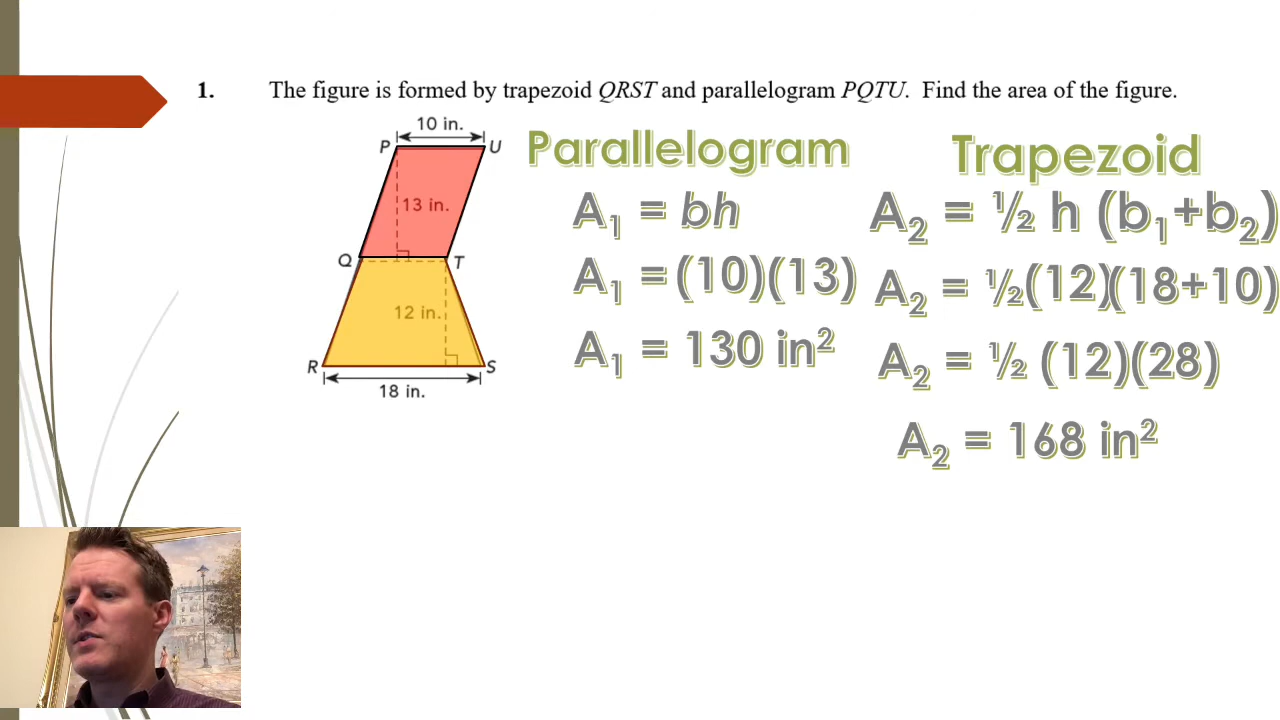 1. The figure is formed by trapezoid QRST and parallelogram PQTU. Find the area of the figure.
10 in.
P
U
13 in.
Q
T
12 in.
R
S
18 in.
Parallelogram
A₁ = bh
A₁ = (10)(13)
A₁ = 130 in²
Trapezoid
A₂ = ½ h (b₁+b₂)
A₂ = ½(12)(18+10)
A₂ = ½ (12)(28)
A₂ = 168 in²